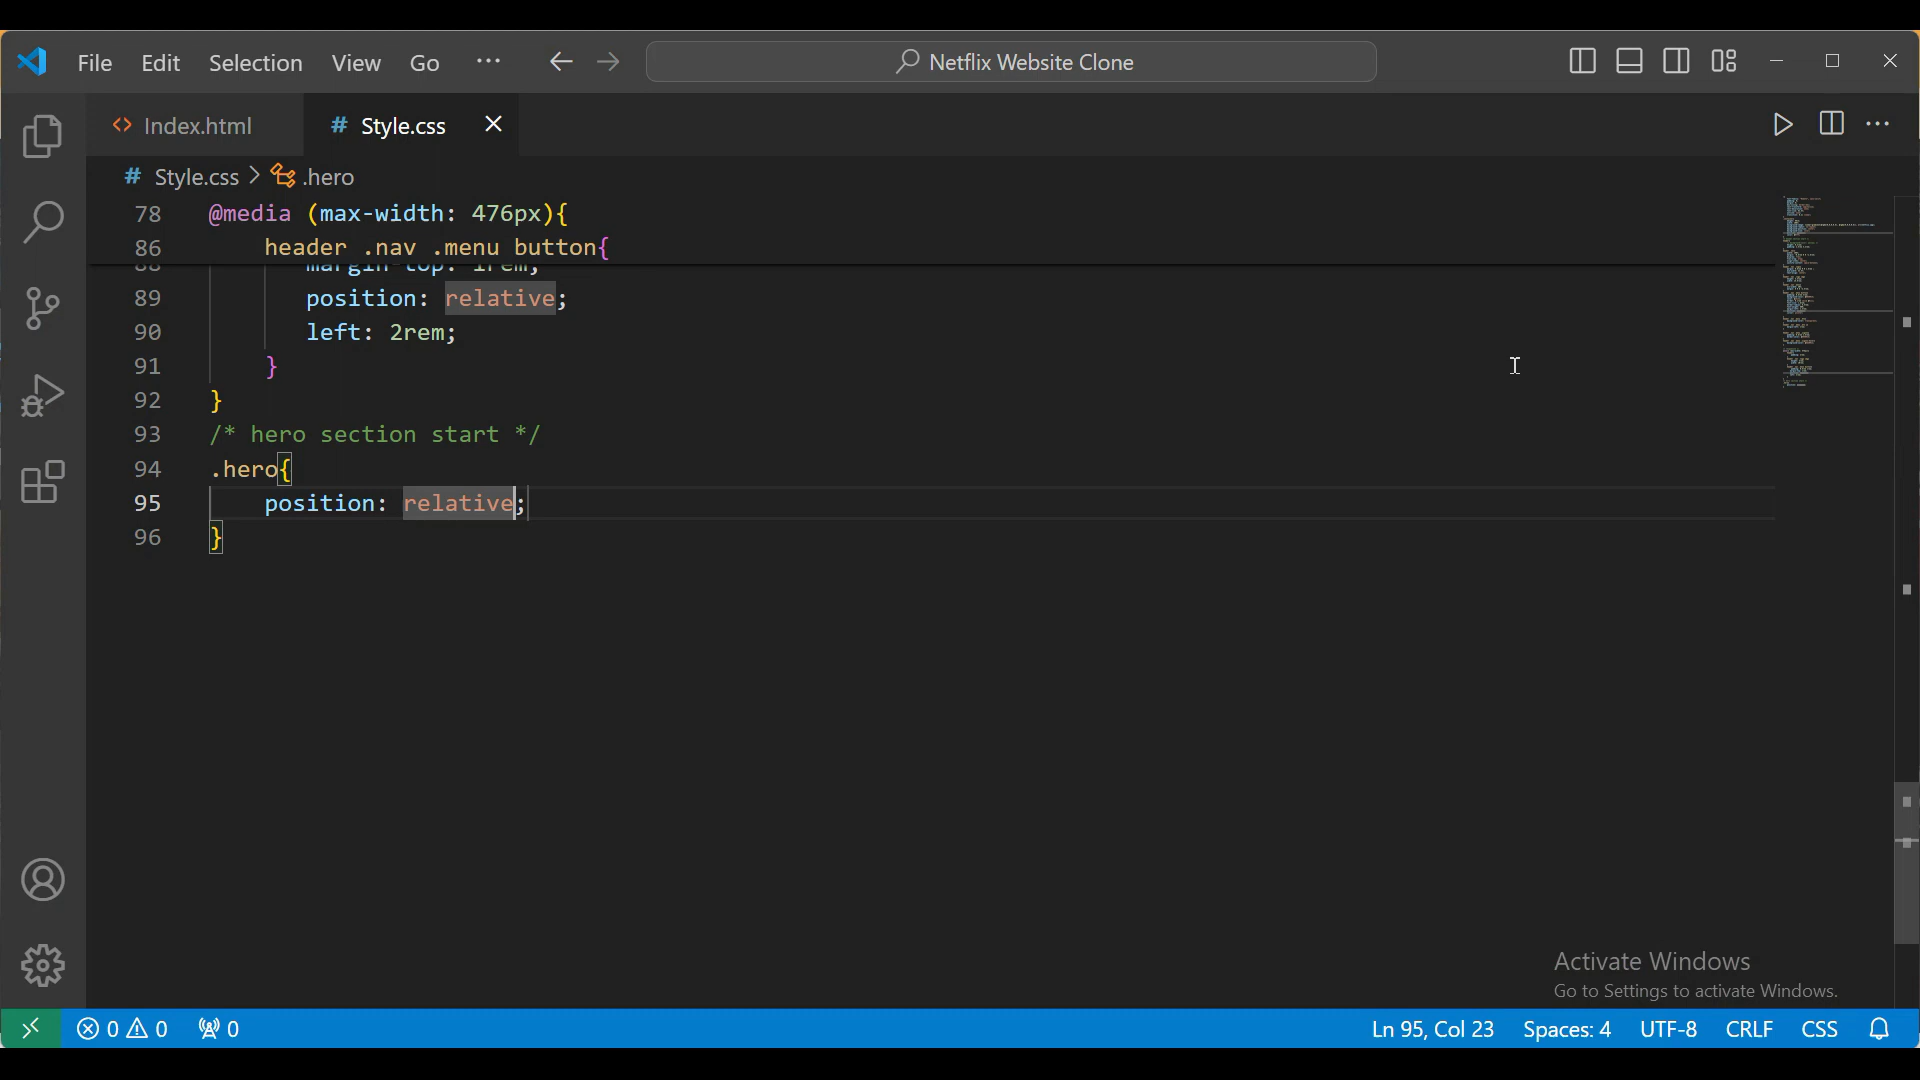 File Edit Selection View Go ··· Netflix Website Clone
Index.html # Style.css
# Style.css > .hero
78 @media (max-width: 476px){
86 header .nav .menu button{
88 margin-top: 1rem;
89 position: relative;
90 left: 2rem;
91 }
92 }
93 /* hero section start */
94 .hero{
95 position: relative;
96 }
Activate Windows
Go to Settings to activate Windows.
0 0 0 Ln 95, Col 23 Spaces: 4 UTF-8 CRLF CSS